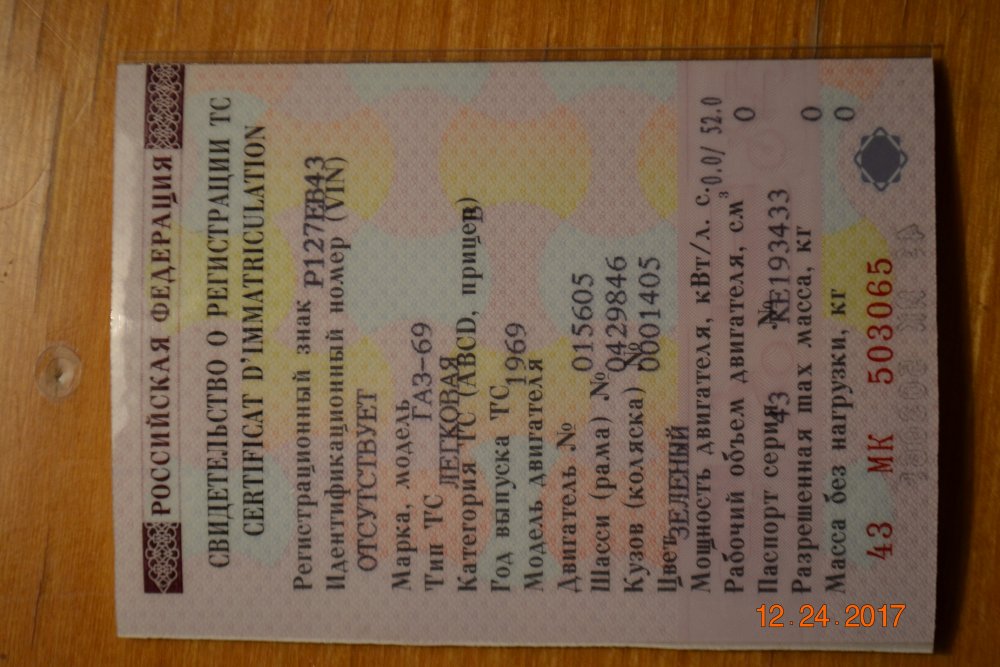 РОССИЙСКАЯ ФЕДЕРАЦИЯ
СВИДЕТЕЛЬСТВО О РЕГИСТРАЦИИ ТС
CERTIFICAT D'IMMATRICULATION
Регистрационный знак Р127ЕВ43
Идентификационный номер (VIN)
ОТСУТСТВУЕТ
Марка, модель
ГАЗ-69
Тип ТС ЛЕГКОВАЯ
Категория ТС (ABCD, прицеп) B
Год выпуска ТС 1969
Модель двигателя
Двигатель № 015605
Шасси (рама) № 0429846
Кузов (коляска) № 0001405
Цвет ЗЕЛЕНЫЙ
Мощность двигателя, кВт/л. с. 0.0/ 52.0
Рабочий объем двигателя, см³ 0
Паспорт серия 43 № КЕ193433
Разрешенная max масса, кг 0
Масса без нагрузки, кг 0
43 МК 503065
12.24.2017